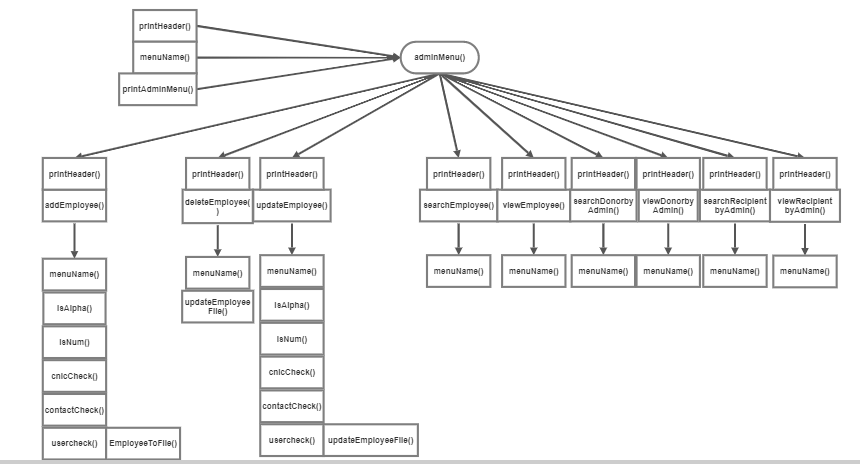 printHeader()
menuName()
printAdminMenu()
adminMenu()
printHeader()
printHeader()
printHeader()
printHeader()
printHeader()
printHeader()
printHeader()
printHeader()
printHeader()
addEmployee()
deleteEmployee(
)
updateEmployee()
searchEmployee()
viewEmployee()
searchDonorby
Admin()
viewDonorby
Admin()
searchRecipient
byAdmin()
viewRecipient
byAdmin()
menuName()
isAlpha()
isNum()
cnicCheck()
contactCheck()
usercheck()
EmployeeToFile()
menuName()
updateEmployee
File()
menuName()
isAlpha()
isNum()
cnicCheck()
contactCheck()
usercheck()
updateEmployeeFile()
menuName()
menuName()
menuName()
menuName()
menuName()
menuName()